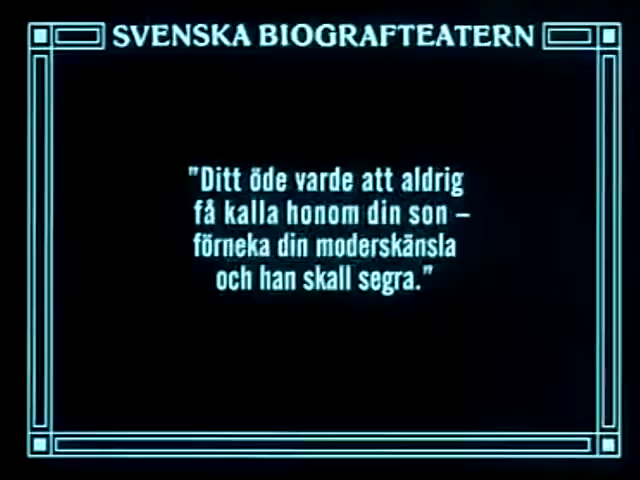 SVENSKA BIOGRAFTEATERN
"Ditt öde varde att aldrig
få kalla honom din son –
förneka din moderskänsla
och han skall segra."